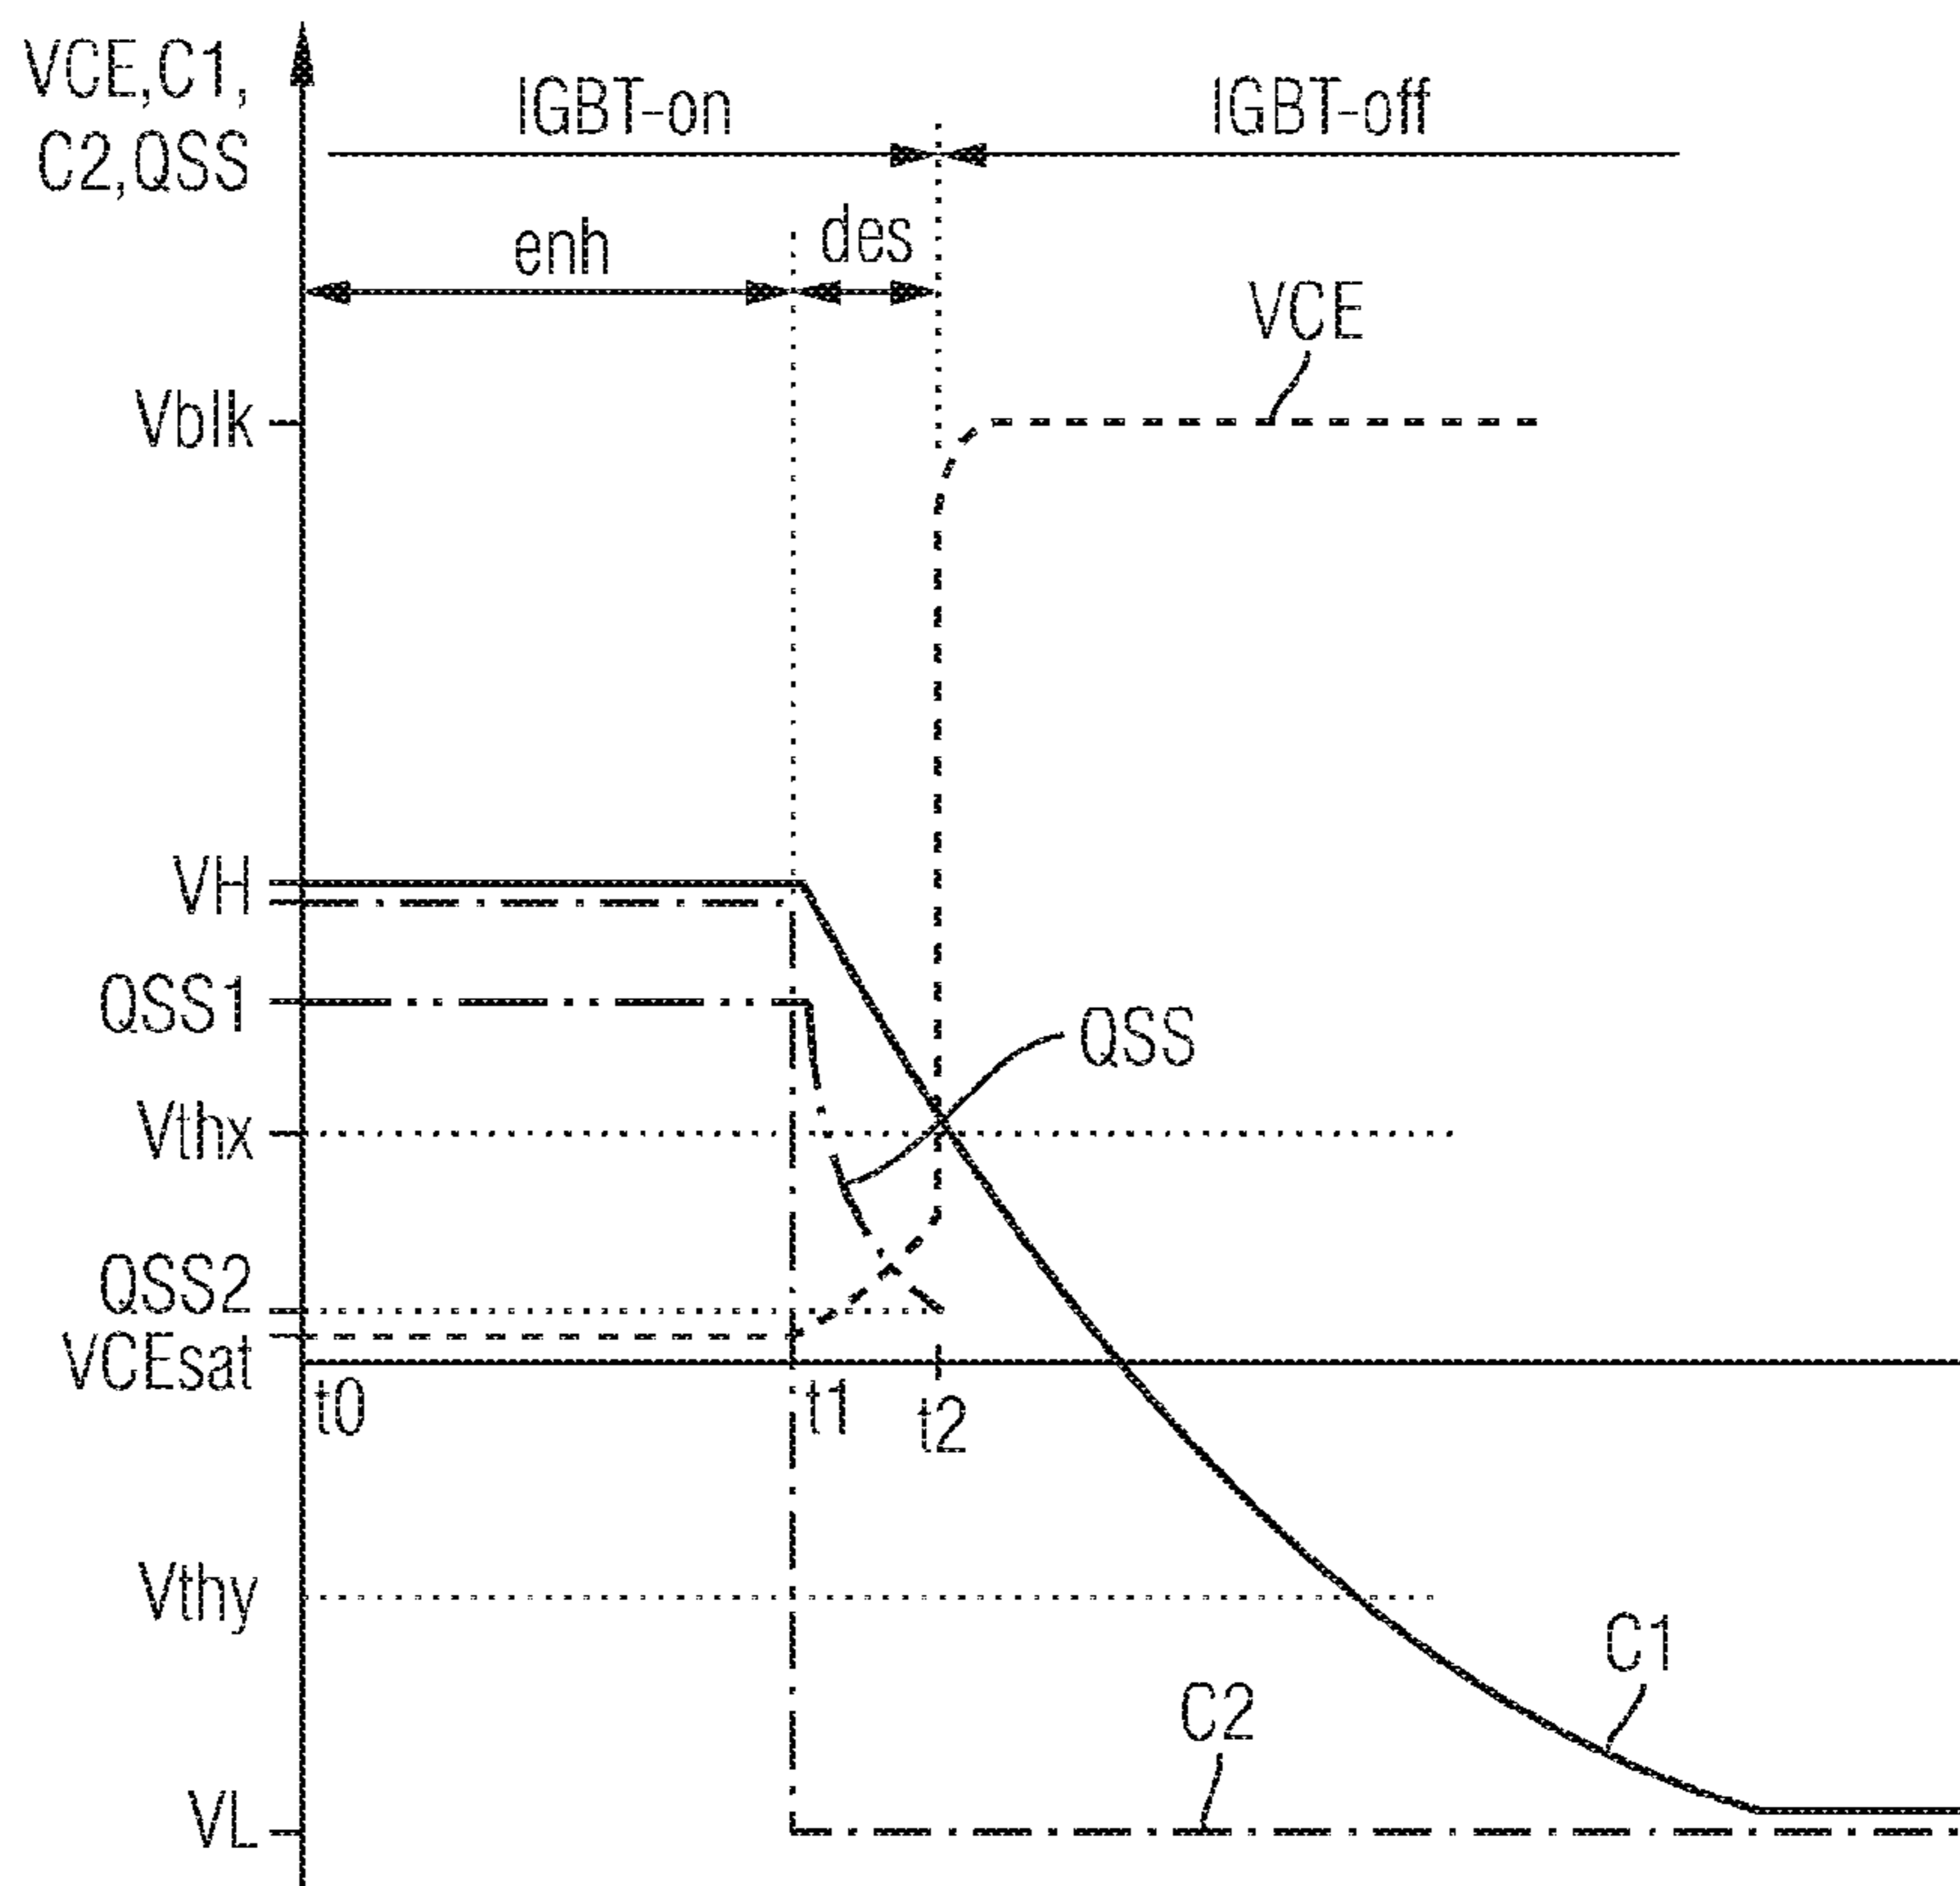 VCE,C1,
C2,QSS
IGBT-on
IGBT-off
enh
des
VCE
Vblk
VH
QSS1
QSS
Vthx
QSS2
VCEsat
t0
t1
t2
Vthy
C1
C2
VL